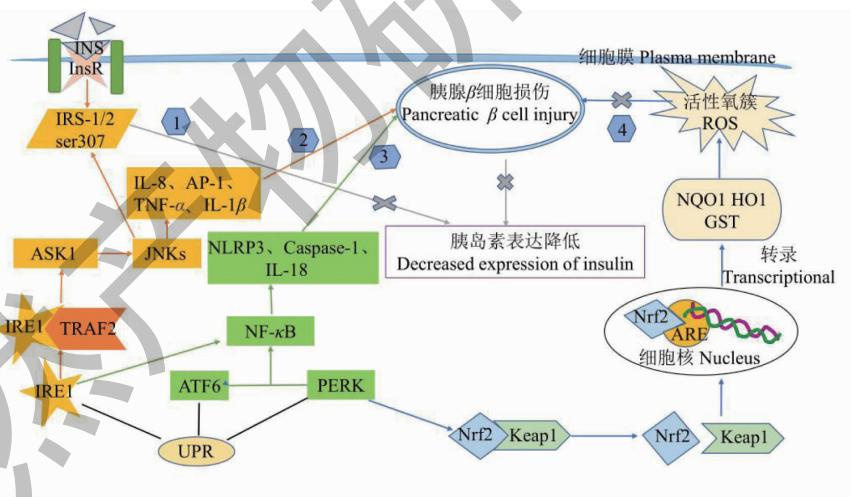 INS
InsR
细胞膜 Plasma membrane
IRS-1/2
ser307
1
2
3
4
胰腺β细胞损伤
Pancreatic β cell injury
活性氧簇
ROS
IL-8、AP-1、
TNF-α、IL-1β
NQO1 HO1
GST
ASK1
JNKs
NLRP3、Caspase-1、
IL-18
胰岛素表达降低
Decreased expression of insulin
转录
Transcriptional
IRE1
TRAF2
NF-κB
Nrf2
ARE
细胞核 Nucleus
IRE1
ATF6
PERK
UPR
Nrf2
Keap1
Nrf2
Keap1
产物研